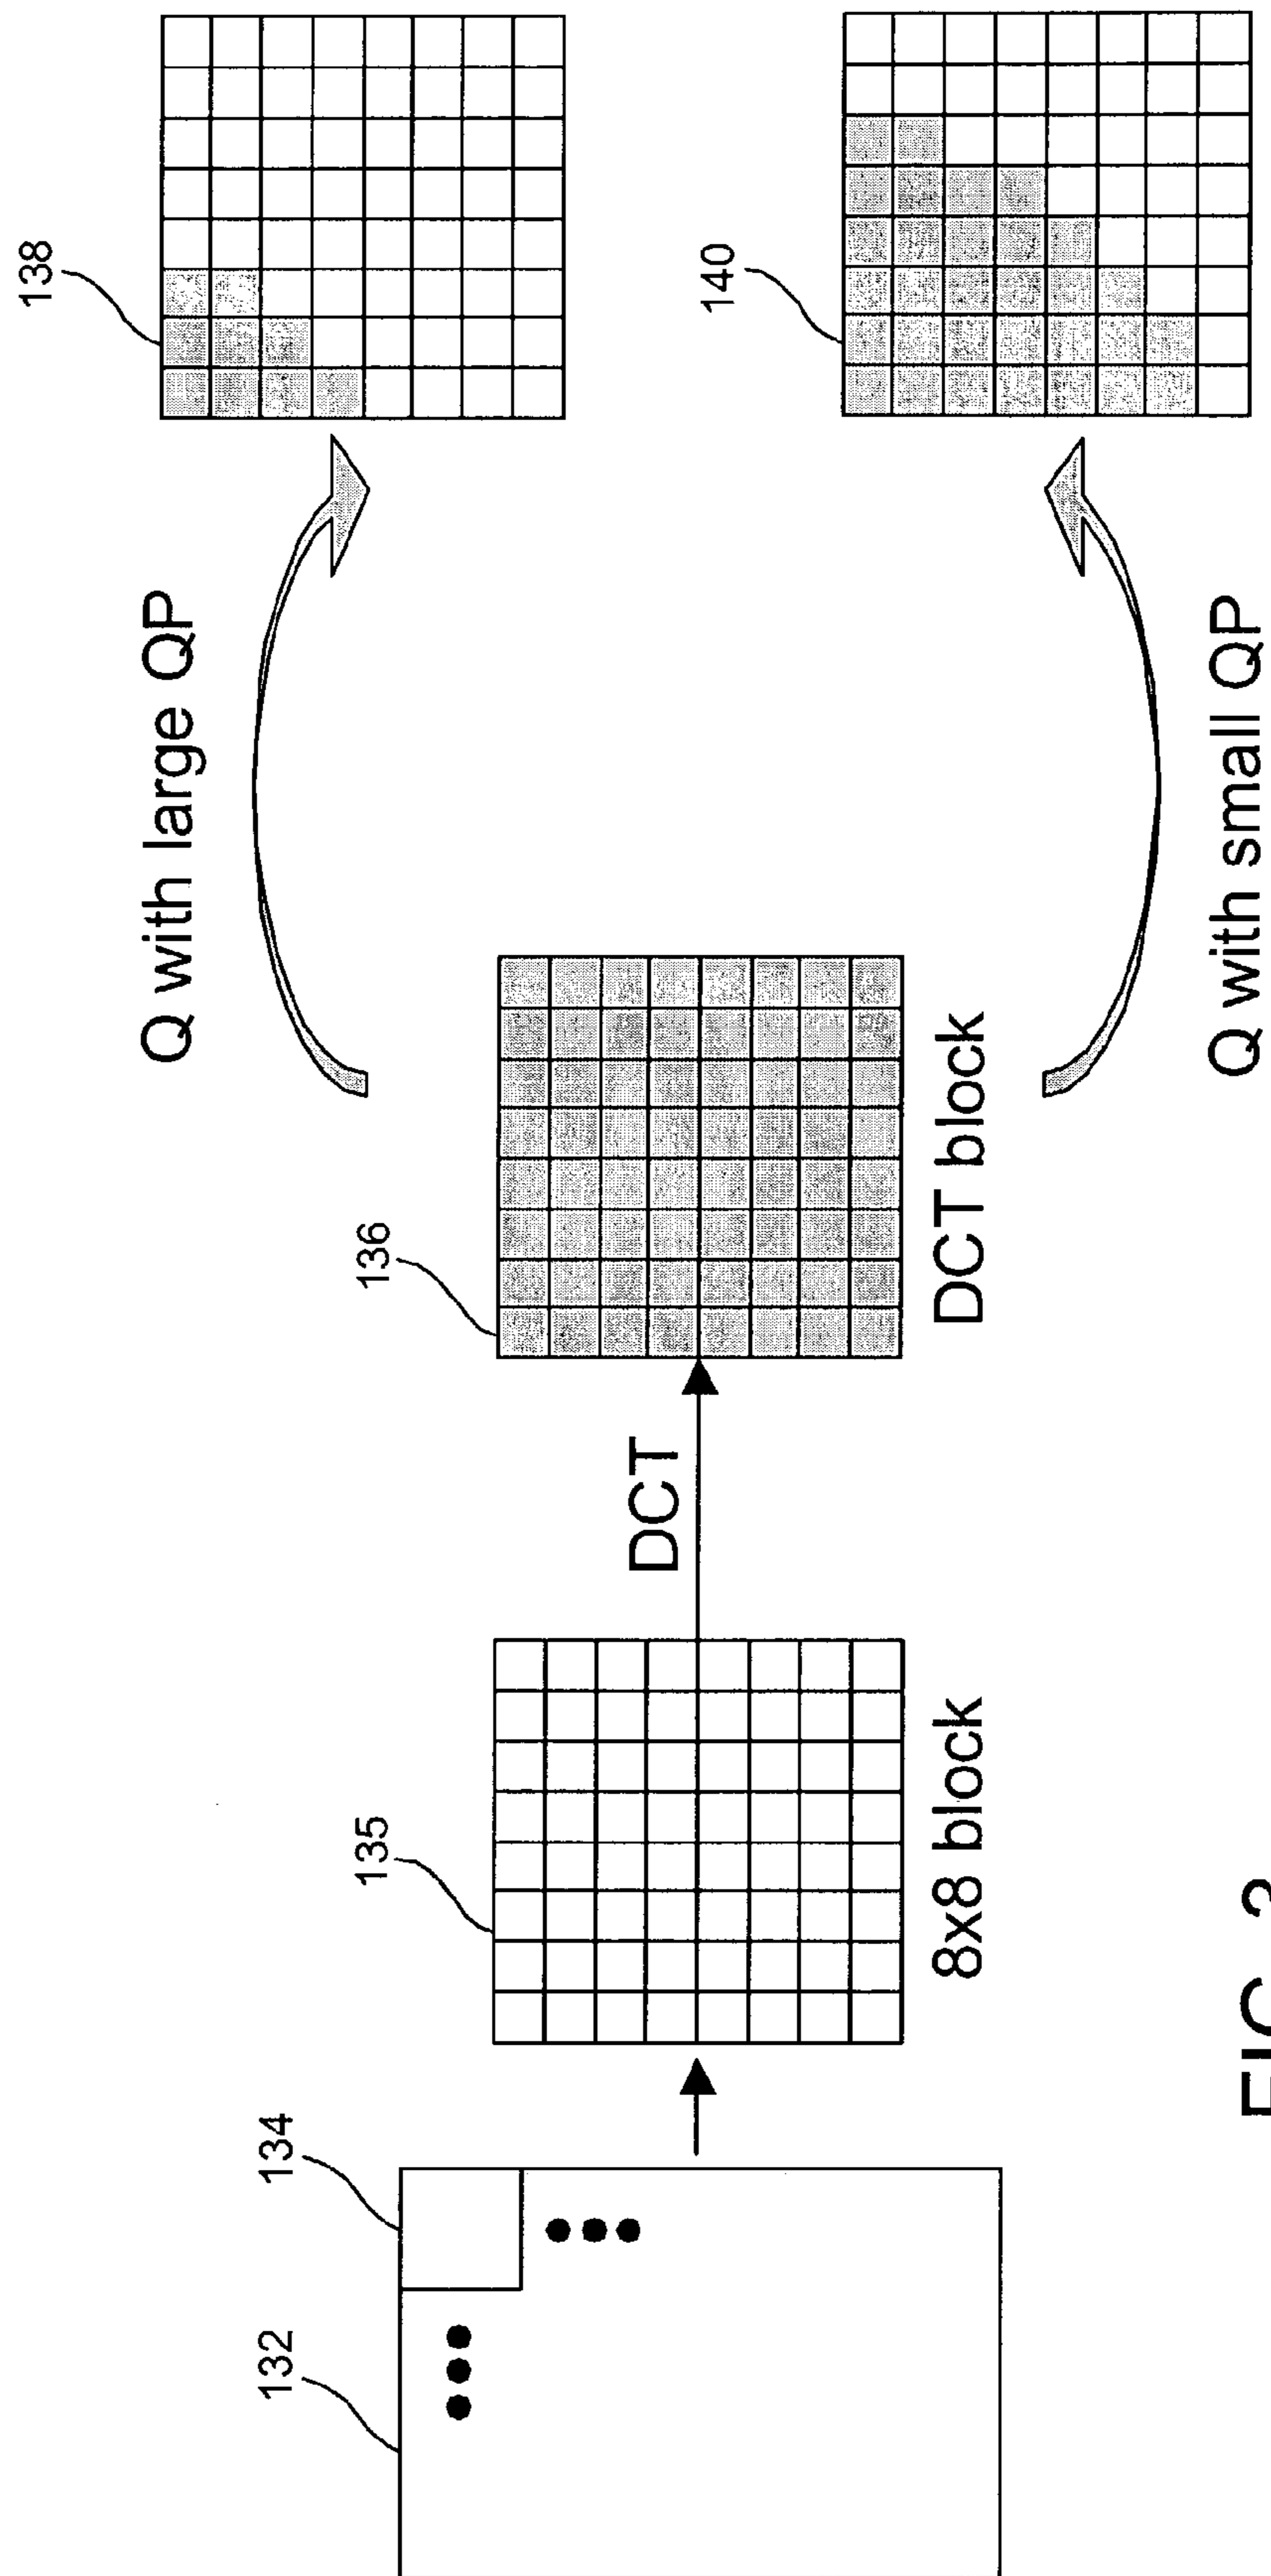 132
134
135
8x8 block
DCT
136
DCT block
Q with large QP
138
Q with small QP
140